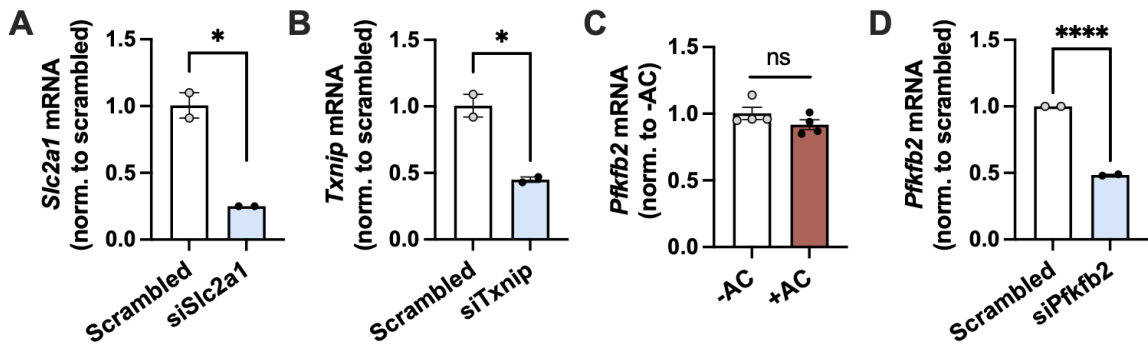 A
Slc2a1 mRNA
(norm. to scrambled)
1.5
1.0
0.5
0.0
*
Scrambled
siSlc2a1
B
Txnip mRNA
(norm. to scrambled)
1.5
1.0
0.5
0.0
*
Scrambled
siTxnip
C
Pfkfb2 mRNA
(norm. to -AC)
1.5
1.0
0.5
0.0
ns
-AC
+AC
D
Pfkfb2 mRNA
(norm. to scrambled)
1.5
1.0
0.5
0.0
****
Scrambled
siPfkfb2